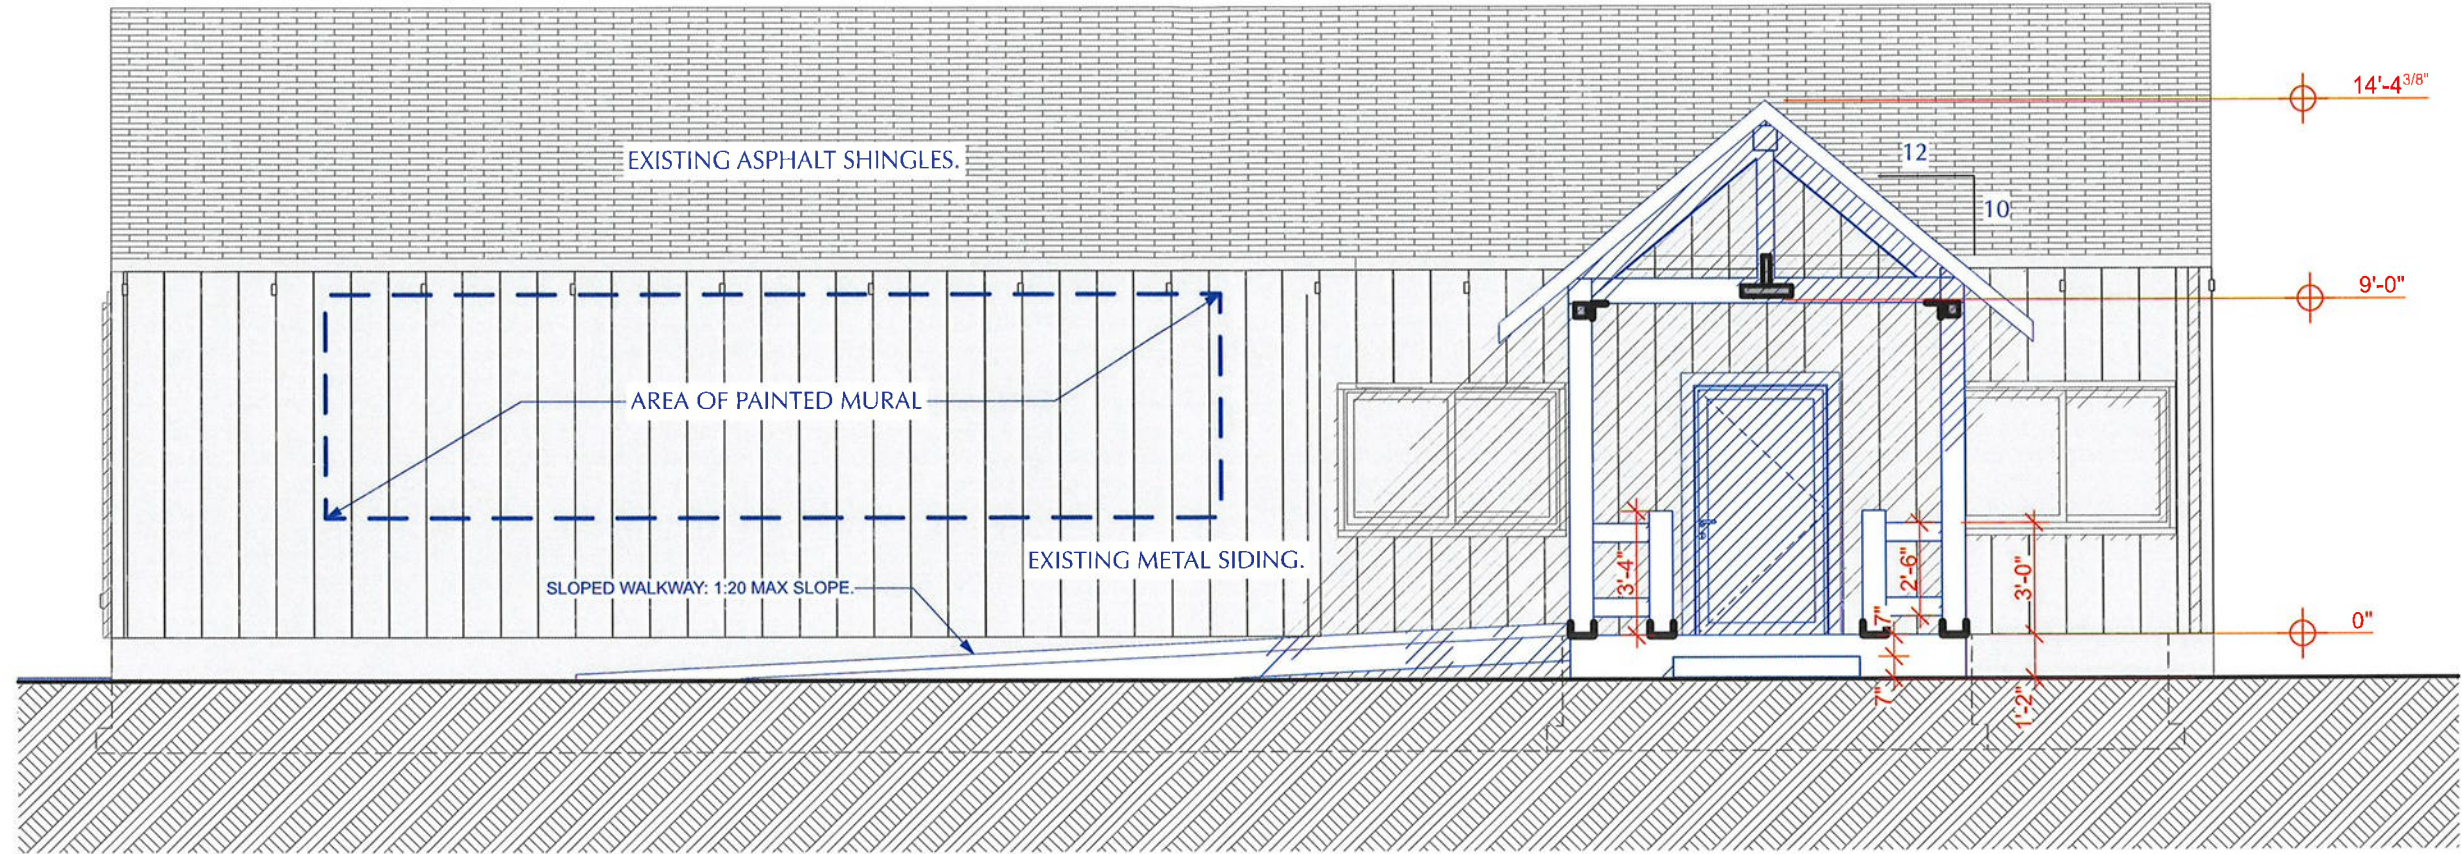 14'-4 3/8"
12
EXISTING ASPHALT SHINGLES.
10
9'-0"
AREA OF PAINTED MURAL
EXISTING METAL SIDING.
SLOPED WALKWAY: 1:20 MAX SLOPE.
3'-4"
2'-6"
3'-0"
7"
0"
7"
1'-2"